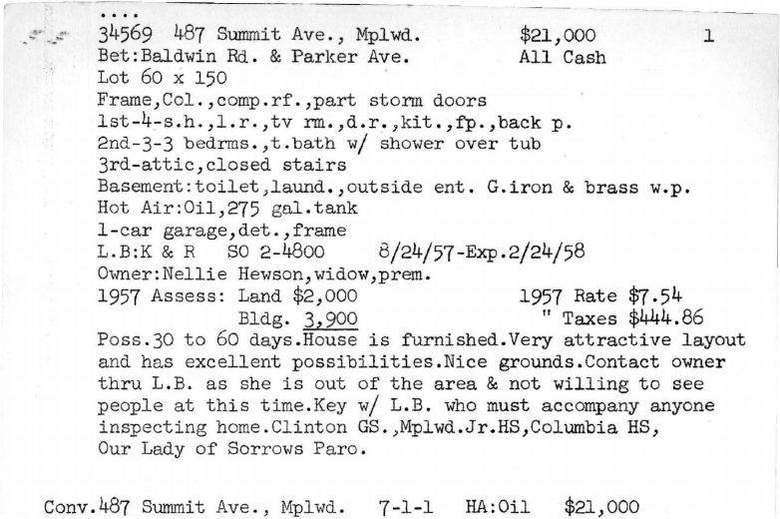 ....
34569 487 Summit Ave., Mplwd. $21,000 1
Bet:Baldwin Rd. & Parker Ave. All Cash
Lot 60 x 150
Frame,Col.,comp.rf.,part storm doors
1st-4-s.h.,l.r.,tv rm.,d.r.,kit.,fp.,back p.
2nd-3-3 bedrms.,t.bath w/ shower over tub
3rd-attic,closed stairs
Basement:toilet,laund.,outside ent. G.iron & brass w.p.
Hot Air:Oil,275 gal.tank
1-car garage,det.,frame
L.B:K & R SO 2-4800 8/24/57-Exp.2/24/58
Owner:Nellie Hewson,widow,prem.
1957 Assess: Land $2,000 1957 Rate $7.54
Bldg. 3,900 " Taxes $444.86
Poss.30 to 60 days.House is furnished.Very attractive layout
and has excellent possibilities.Nice grounds.Contact owner
thru L.B. as she is out of the area & not willing to see
people at this time.Key w/ L.B. who must accompany anyone
inspecting home.Clinton GS.,Mplwd.Jr.HS,Columbia HS,
Our Lady of Sorrows Paro.
Conv.487 Summit Ave., Mplwd. 7-1-1 HA:Oil $21,000